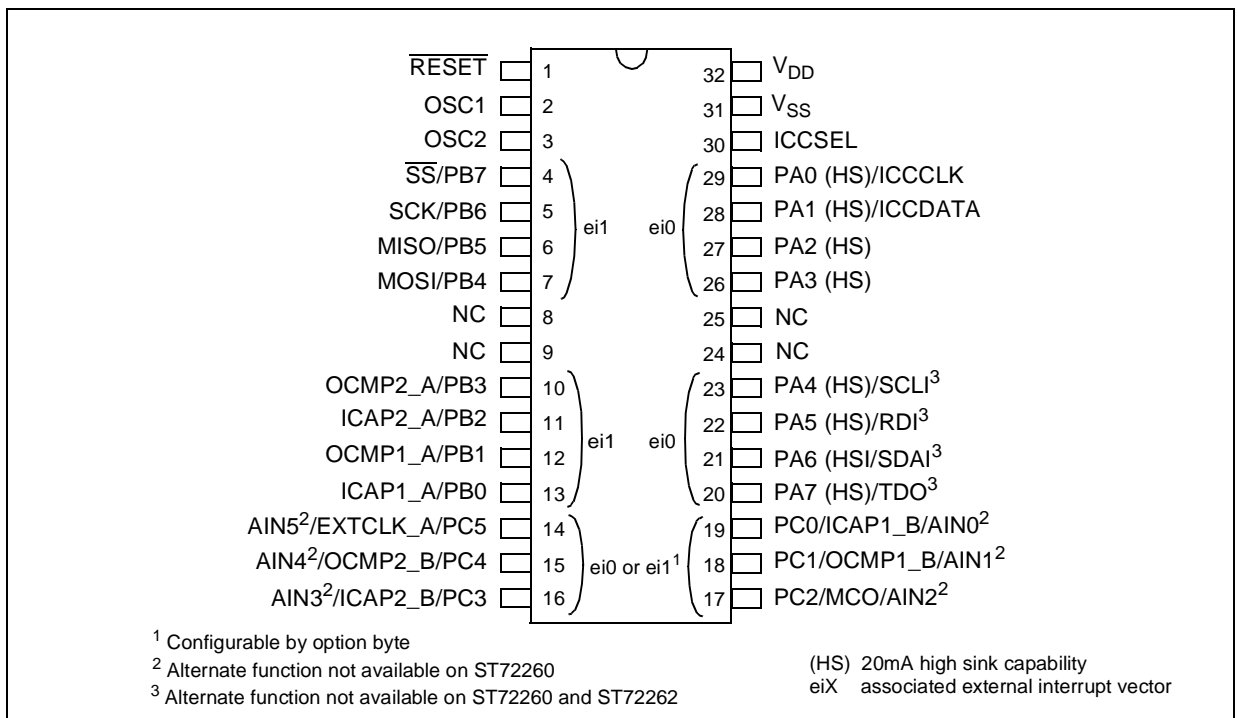 RESET 1 32 VDD
OSC1 2 31 VSS
OSC2 3 30 ICCSEL
SS/PB7 4 29 PA0 (HS)/ICCCLK
SCK/PB6 5 28 PA1 (HS)/ICCDATA
ei1 ei0
MISO/PB5 6 27 PA2 (HS)
MOSI/PB4 7 26 PA3 (HS)
NC 8 25 NC
NC 9 24 NC
OCMP2_A/PB3 10 23 PA4 (HS)/SCLI3
ICAP2_A/PB2 11 22 PA5 (HS)/RDI3
ei1 ei0
OCMP1_A/PB1 12 21 PA6 (HSI/SDAI3
ICAP1_A/PB0 13 20 PA7 (HS)/TDO3
AIN52/EXTCLK_A/PC5 14 19 PC0/ICAP1_B/AIN02
AIN42/OCMP2_B/PC4 15 ei0 or ei11 18 PC1/OCMP1_B/AIN12
AIN32/ICAP2_B/PC3 16 17 PC2/MCO/AIN22
1 Configurable by option byte
2 Alternate function not available on ST72260
3 Alternate function not available on ST72260 and ST72262
(HS) 20mA high sink capability
eiX associated external interrupt vector